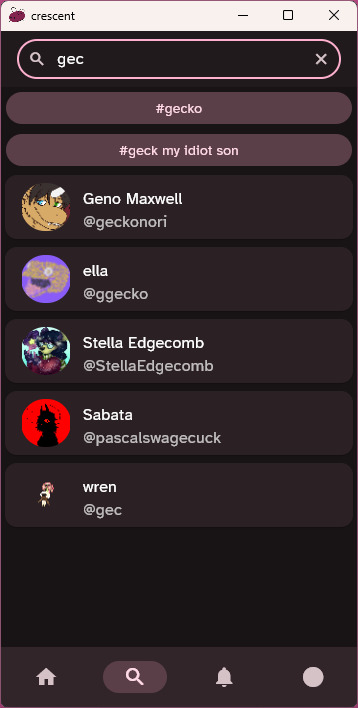 crescent
gec
#gecko
#geck my idiot son
Geno Maxwell
@geckonori
ella
@ggecko
Stella Edgecomb
@StellaEdgecomb
Sabata
@pascalswagecuck
wren
@gec